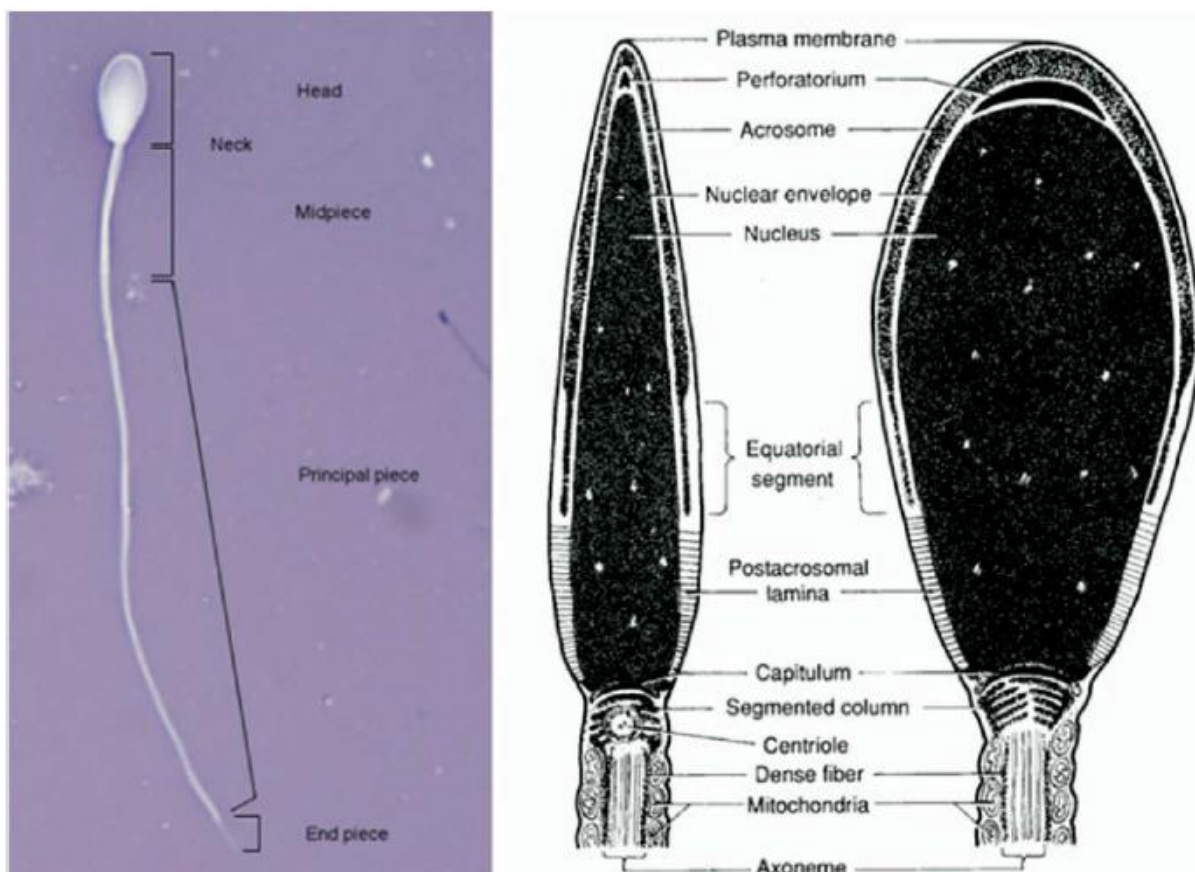 Head
Neck
Midpiece
Principal piece
End piece
Plasma membrane
Perforatorium
Acrosome
Nuclear envelope
Nucleus
Equatorial
segment
Postacrosomal
lamina
Capitulum
Segmented column
Centriole
Dense fiber
Mitochondria
Axoneme